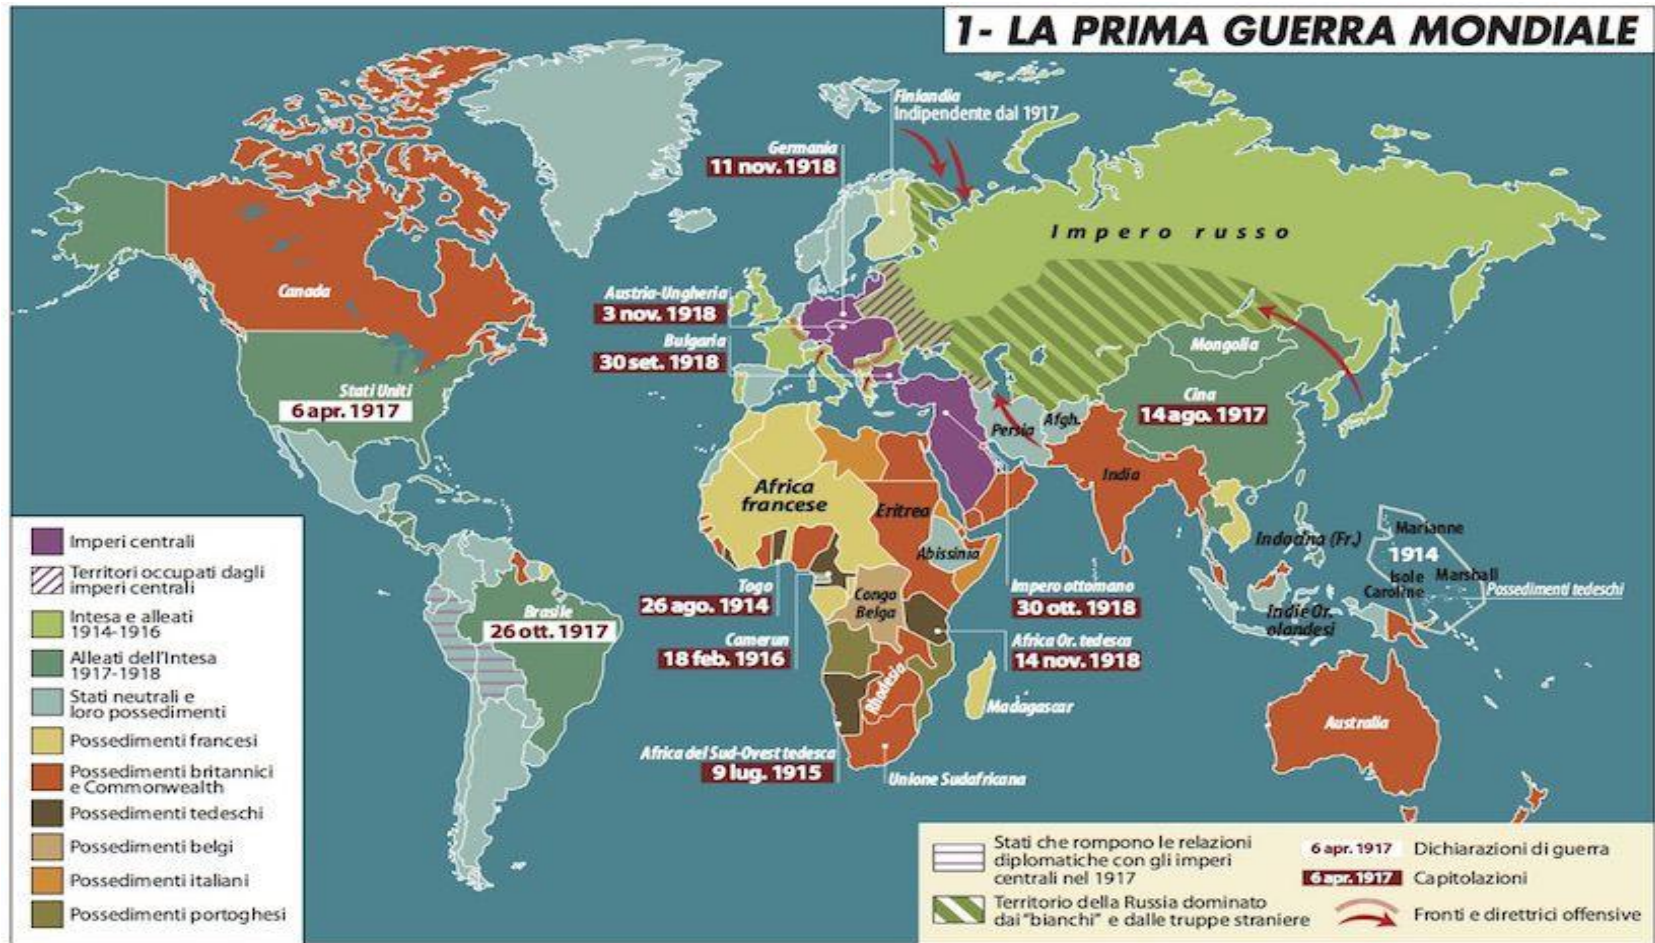 1- LA PRIMA GUERRA MONDIALE
Finlandia
Indipendente dal 1917
Germania
11 nov. 1918
Impero russo
Canada
Austria-Ungheria
3 nov. 1918
Bulgaria
30 set. 1918
Mongolia
Stati Uniti
6 apr. 1917
Cina
14 ago. 1917
Persia
Afgh.
India
Africa
francese
Eritrea
Abissinia
Indocina (Fr.)
Marianne
1914
Isole
Caroline
Marshall
Possedimenti tedeschi
Togo
26 ago. 1914
Congo
Belga
Impero ottomano
30 ott. 1918
Indie Or.
olandesi
Brasile
26 ott. 1917
Camerun
18 feb. 1916
Africa Or. tedesca
14 nov. 1918
Rhodesia
Madagascar
Australia
Africa del Sud-Ovest tedesca
9 lug. 1915
Unione Sudafricana
Imperi centrali
Territori occupati dagli
imperi centrali
Intesa e alleati
1914-1916
Alleati dell'Intesa
1917-1918
Stati neutrali e
loro possedimenti
Possedimenti francesi
Possedimenti britannici
e Commonwealth
Possedimenti tedeschi
Possedimenti belgi
Possedimenti italiani
Possedimenti portoghesi
Stati che rompono le relazioni
diplomatiche con gli imperi
centrali nel 1917
Territorio della Russia dominato
dai "bianchi" e dalle truppe straniere
6 apr. 1917 Dichiarazioni di guerra
6 apr. 1917 Capitolazioni
Fronti e direttrici offensive